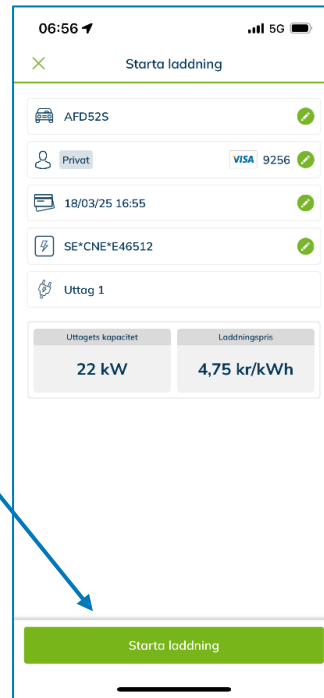 06:56 5G
Starta laddning
AFD52S
Privat VISA 9256
18/03/25 16:55
SE*CNE*E46512
Uttag 1
Uttagets kapacitet Laddningspris
22 kW 4,75 kr/kWh
Starta laddning